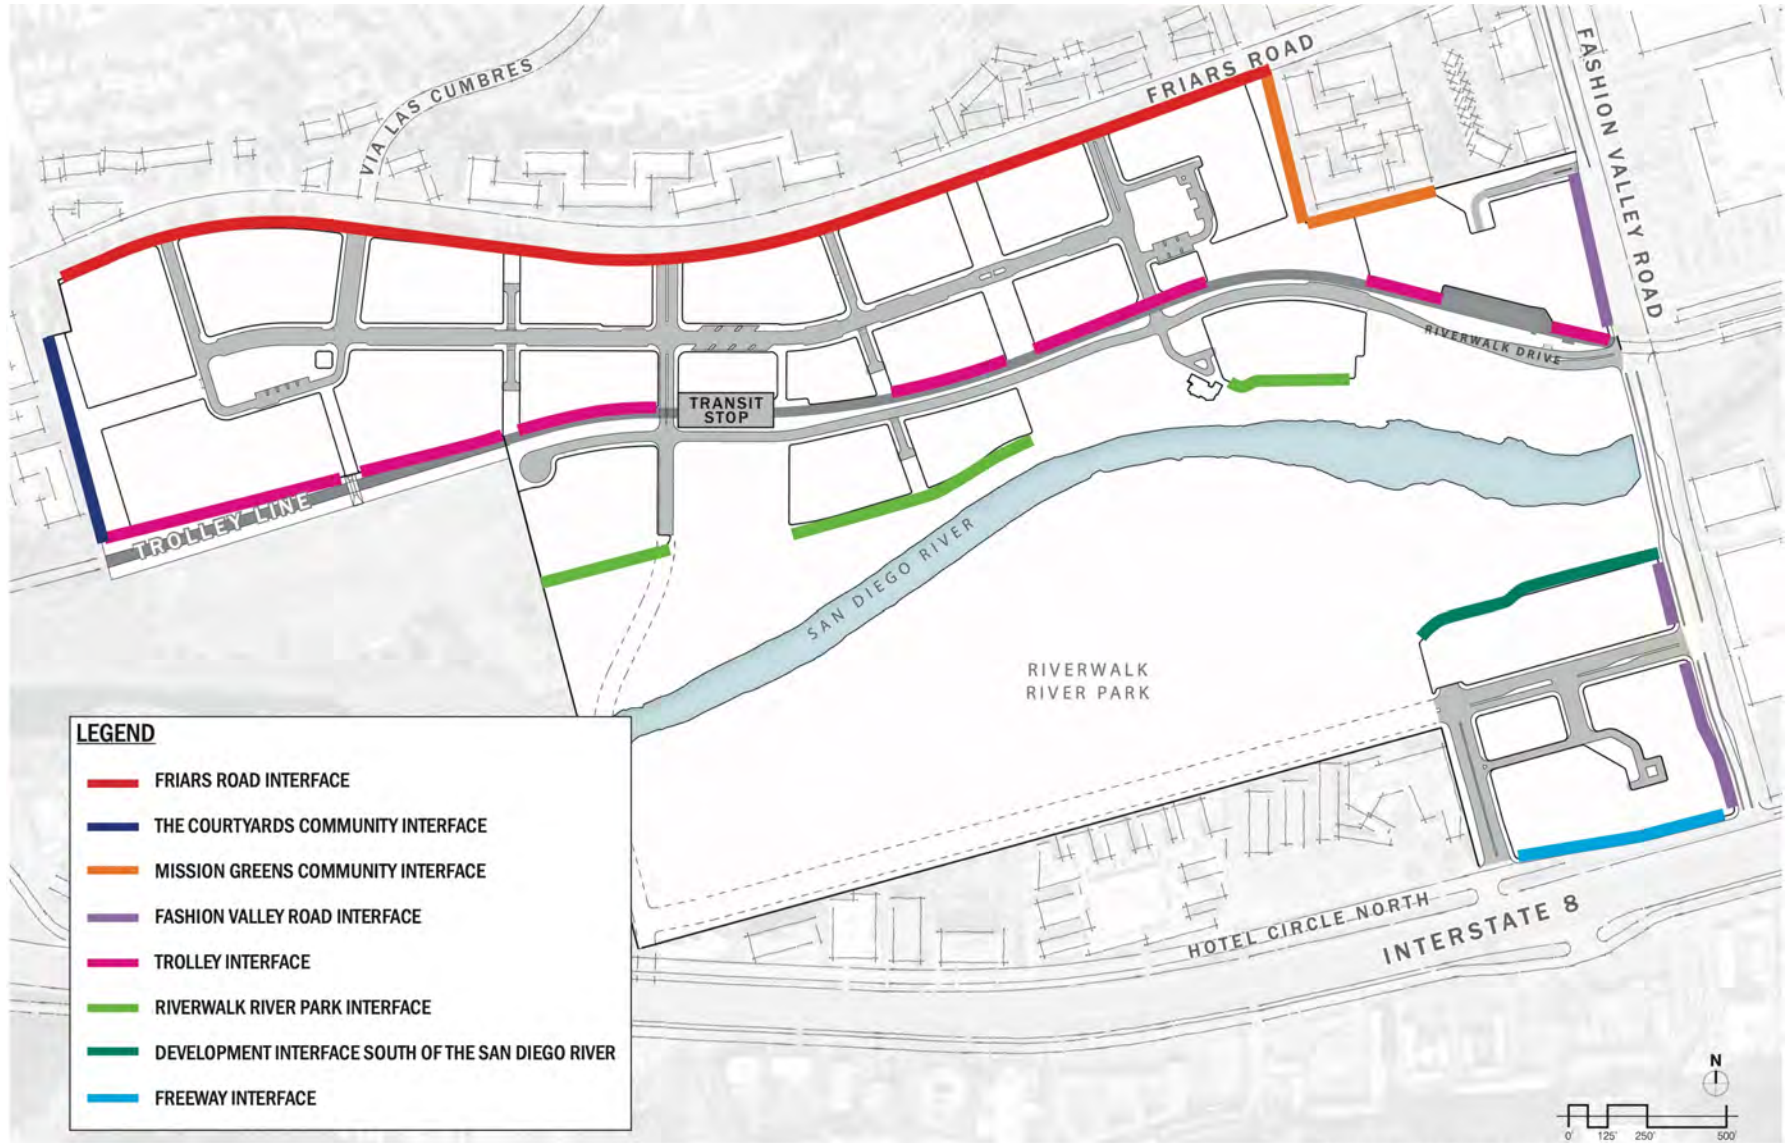 VIA LAS CUMBRES
FRIARS ROAD
FASHION VALLEY ROAD
RIVERWALK DRIVE
TRANSIT
STOP
TROLLEY LINE
SAN DIEGO RIVER
RIVERWALK
RIVER PARK
HOTEL CIRCLE NORTH
INTERSTATE 8
LEGEND
FRIARS ROAD INTERFACE
THE COURTYARDS COMMUNITY INTERFACE
MISSION GREENS COMMUNITY INTERFACE
FASHION VALLEY ROAD INTERFACE
TROLLEY INTERFACE
RIVERWALK RIVER PARK INTERFACE
DEVELOPMENT INTERFACE SOUTH OF THE SAN DIEGO RIVER
FREEWAY INTERFACE
N
0' 125' 250' 500'